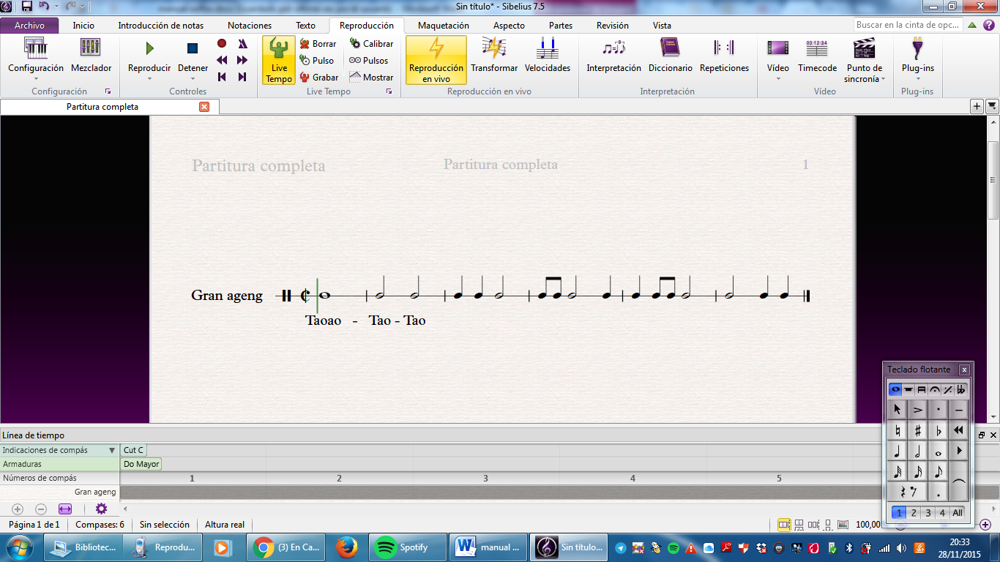 Sin título* - Sibelius 7.5
Archivo Inicio Introducción de notas Notaciones Texto Reproducción Maquetación Aspecto Partes Revisión Vista Buscar en la cinta de opc...
Configuración Mezclador Reproducir Detener Live Tempo Borrar Pulso Grabar Calibrar Pulsos Mostrar Reproducción en vivo Transformar Velocidades Interpretación Diccionario Repeticiones Vídeo Timecode Punto de sincronía Plug-ins
Configuración Controles Live Tempo Reproducción en vivo Interpretación Vídeo Plug-ins
Partitura completa
Partitura completa Partitura completa 1
Gran ageng
Taoao - Tao - Tao
Teclado flotante
1 2 3 4 All
Línea de tiempo
Indicaciones de compás Cut C
Armaduras Do Mayor
Números de compás 1 2 3 4 5
Gran ageng
Página 1 de 1 Compases: 6 Sin selección Altura real 100,00
Bibliotec... Reprodu... (3) En Ca... Spotify manual ... Sin título... 20:33
28/11/2015